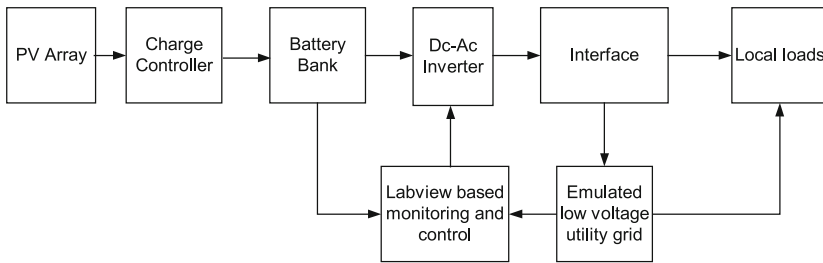 PV Array
Charge
Controller
Battery
Bank
Dc-Ac
Inverter
Interface
Local loads
Labview based
monitoring and
control
Emulated
low voltage
utility grid